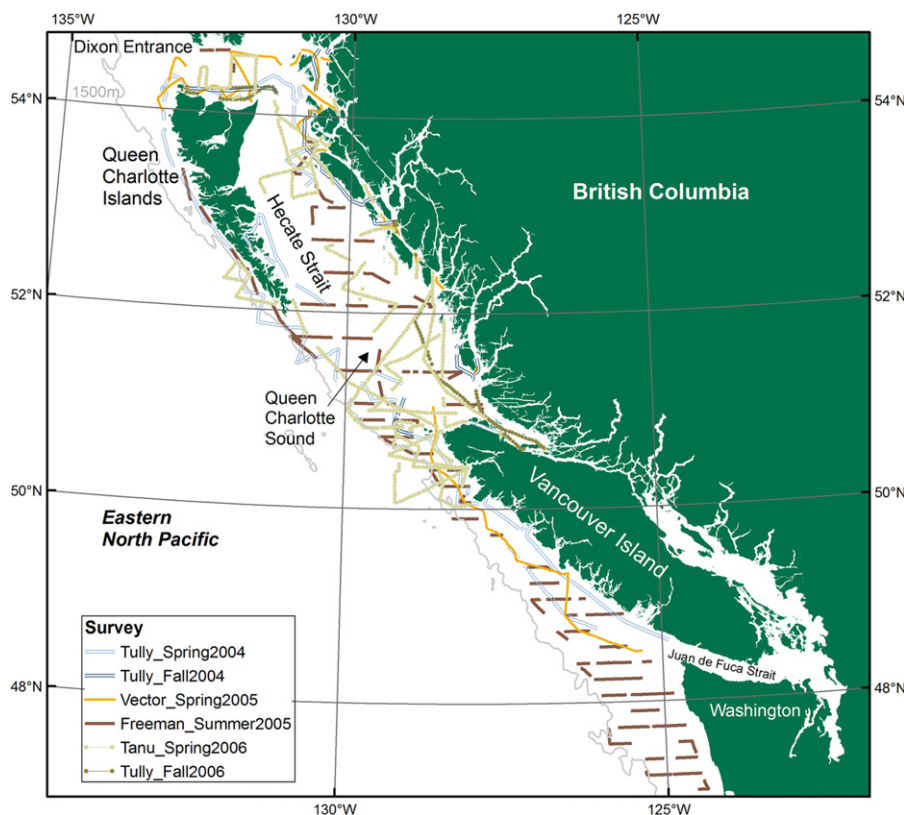 135°W
130°W
125°W
Dixon Entrance
54°N
1500m
54°N
Queen
Charlotte
Islands
Hecate Strait
British Columbia
52°N
52°N
Queen
Charlotte
Sound
50°N
50°N
Vancouver Island
Eastern
North Pacific
Survey
Tully_Spring2004
Tully_Fall2004
Vector_Spring2005
Freeman_Summer2005
Tanu_Spring2006
Tully_Fall2006
Juan de Fuca Strait
48°N
48°N
Washington
130°W
125°W